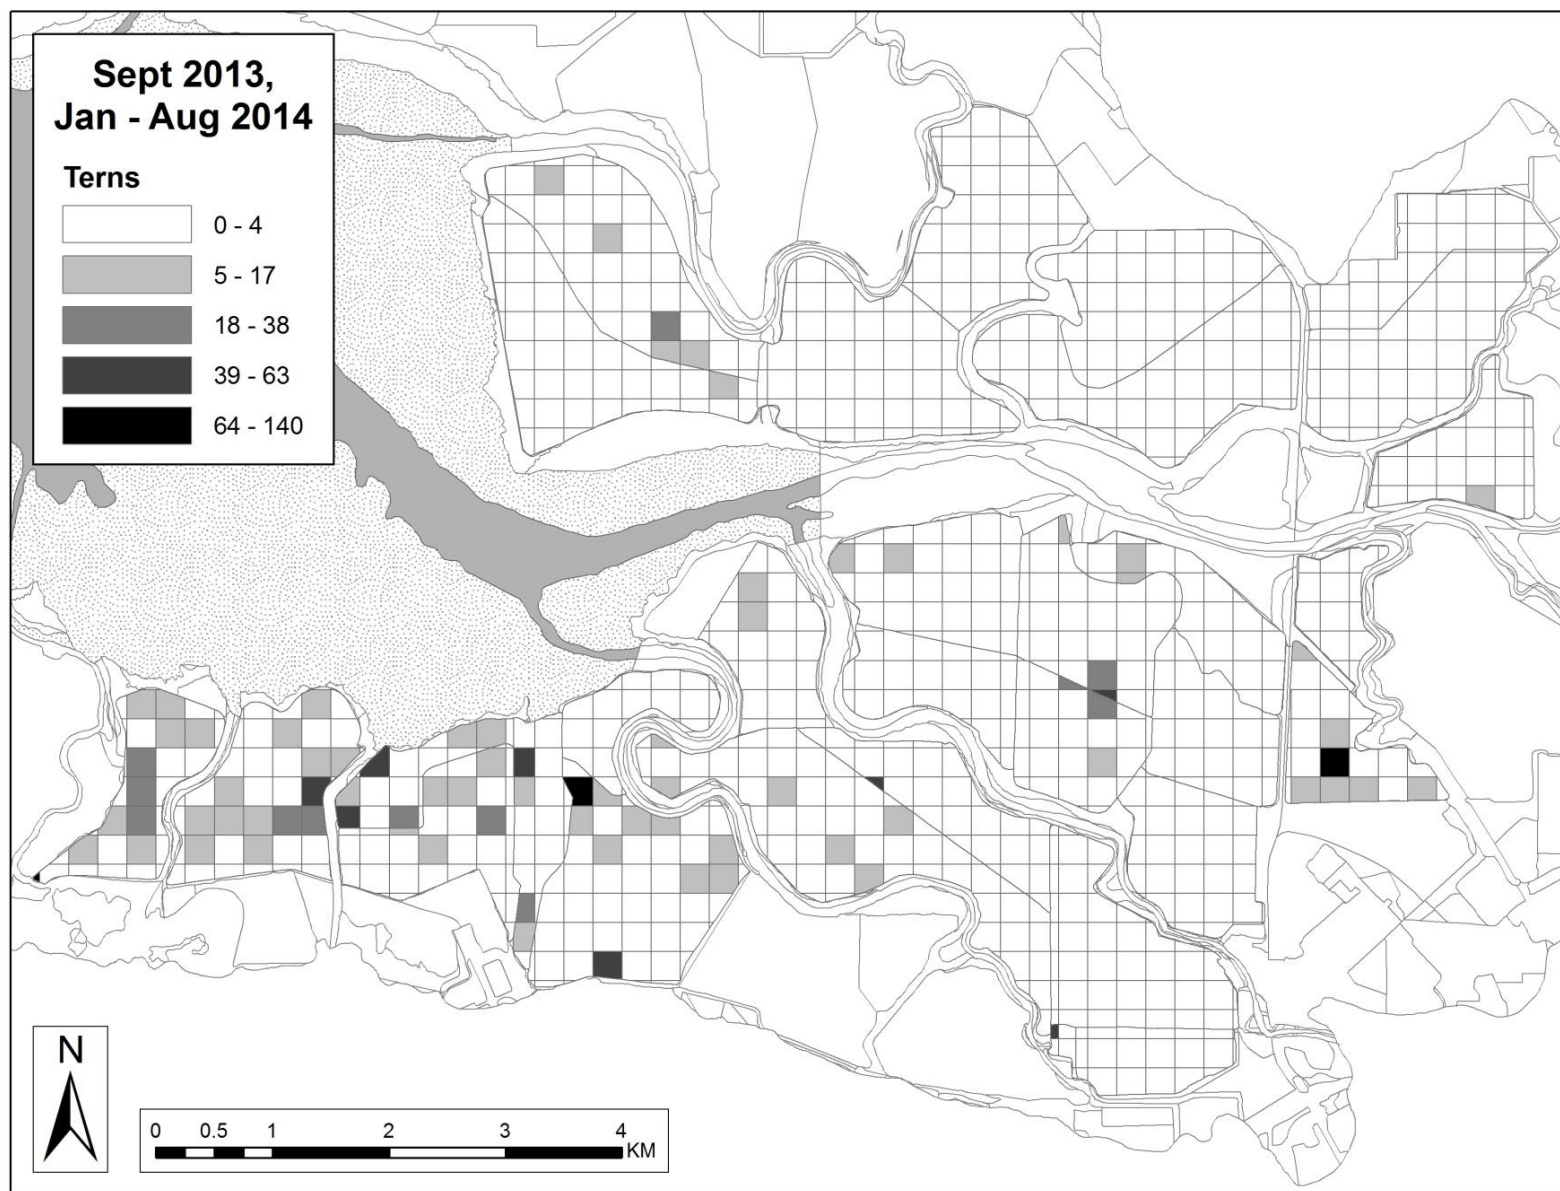 Sept 2013,
Jan - Aug 2014
Terns
0 - 4
5 - 17
18 - 38
39 - 63
64 - 140
N
0 0.5 1 2 3 4
KM